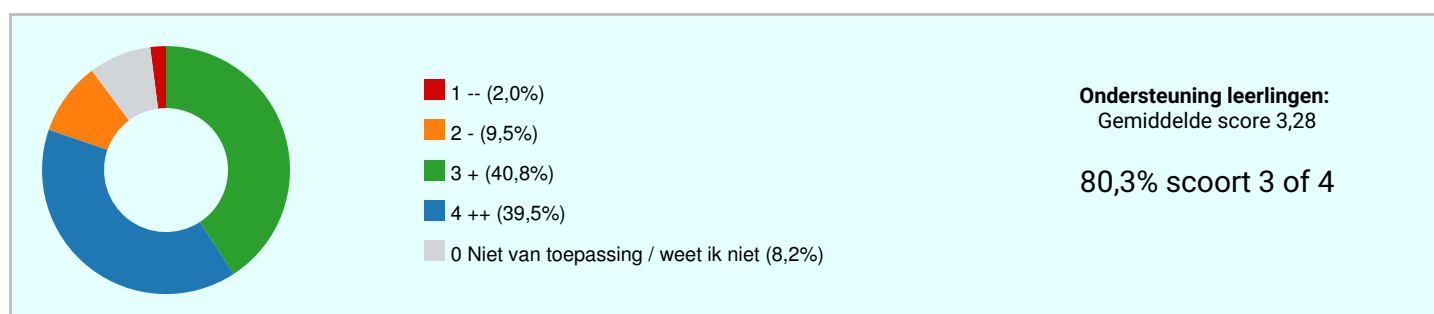 1 -- (2,0%)
2 - (9,5%)
3 + (40,8%)
4 ++ (39,5%)
0 Niet van toepassing / weet ik niet (8,2%)
Ondersteuning leerlingen:
Gemiddelde score 3,28
80,3% scoort 3 of 4